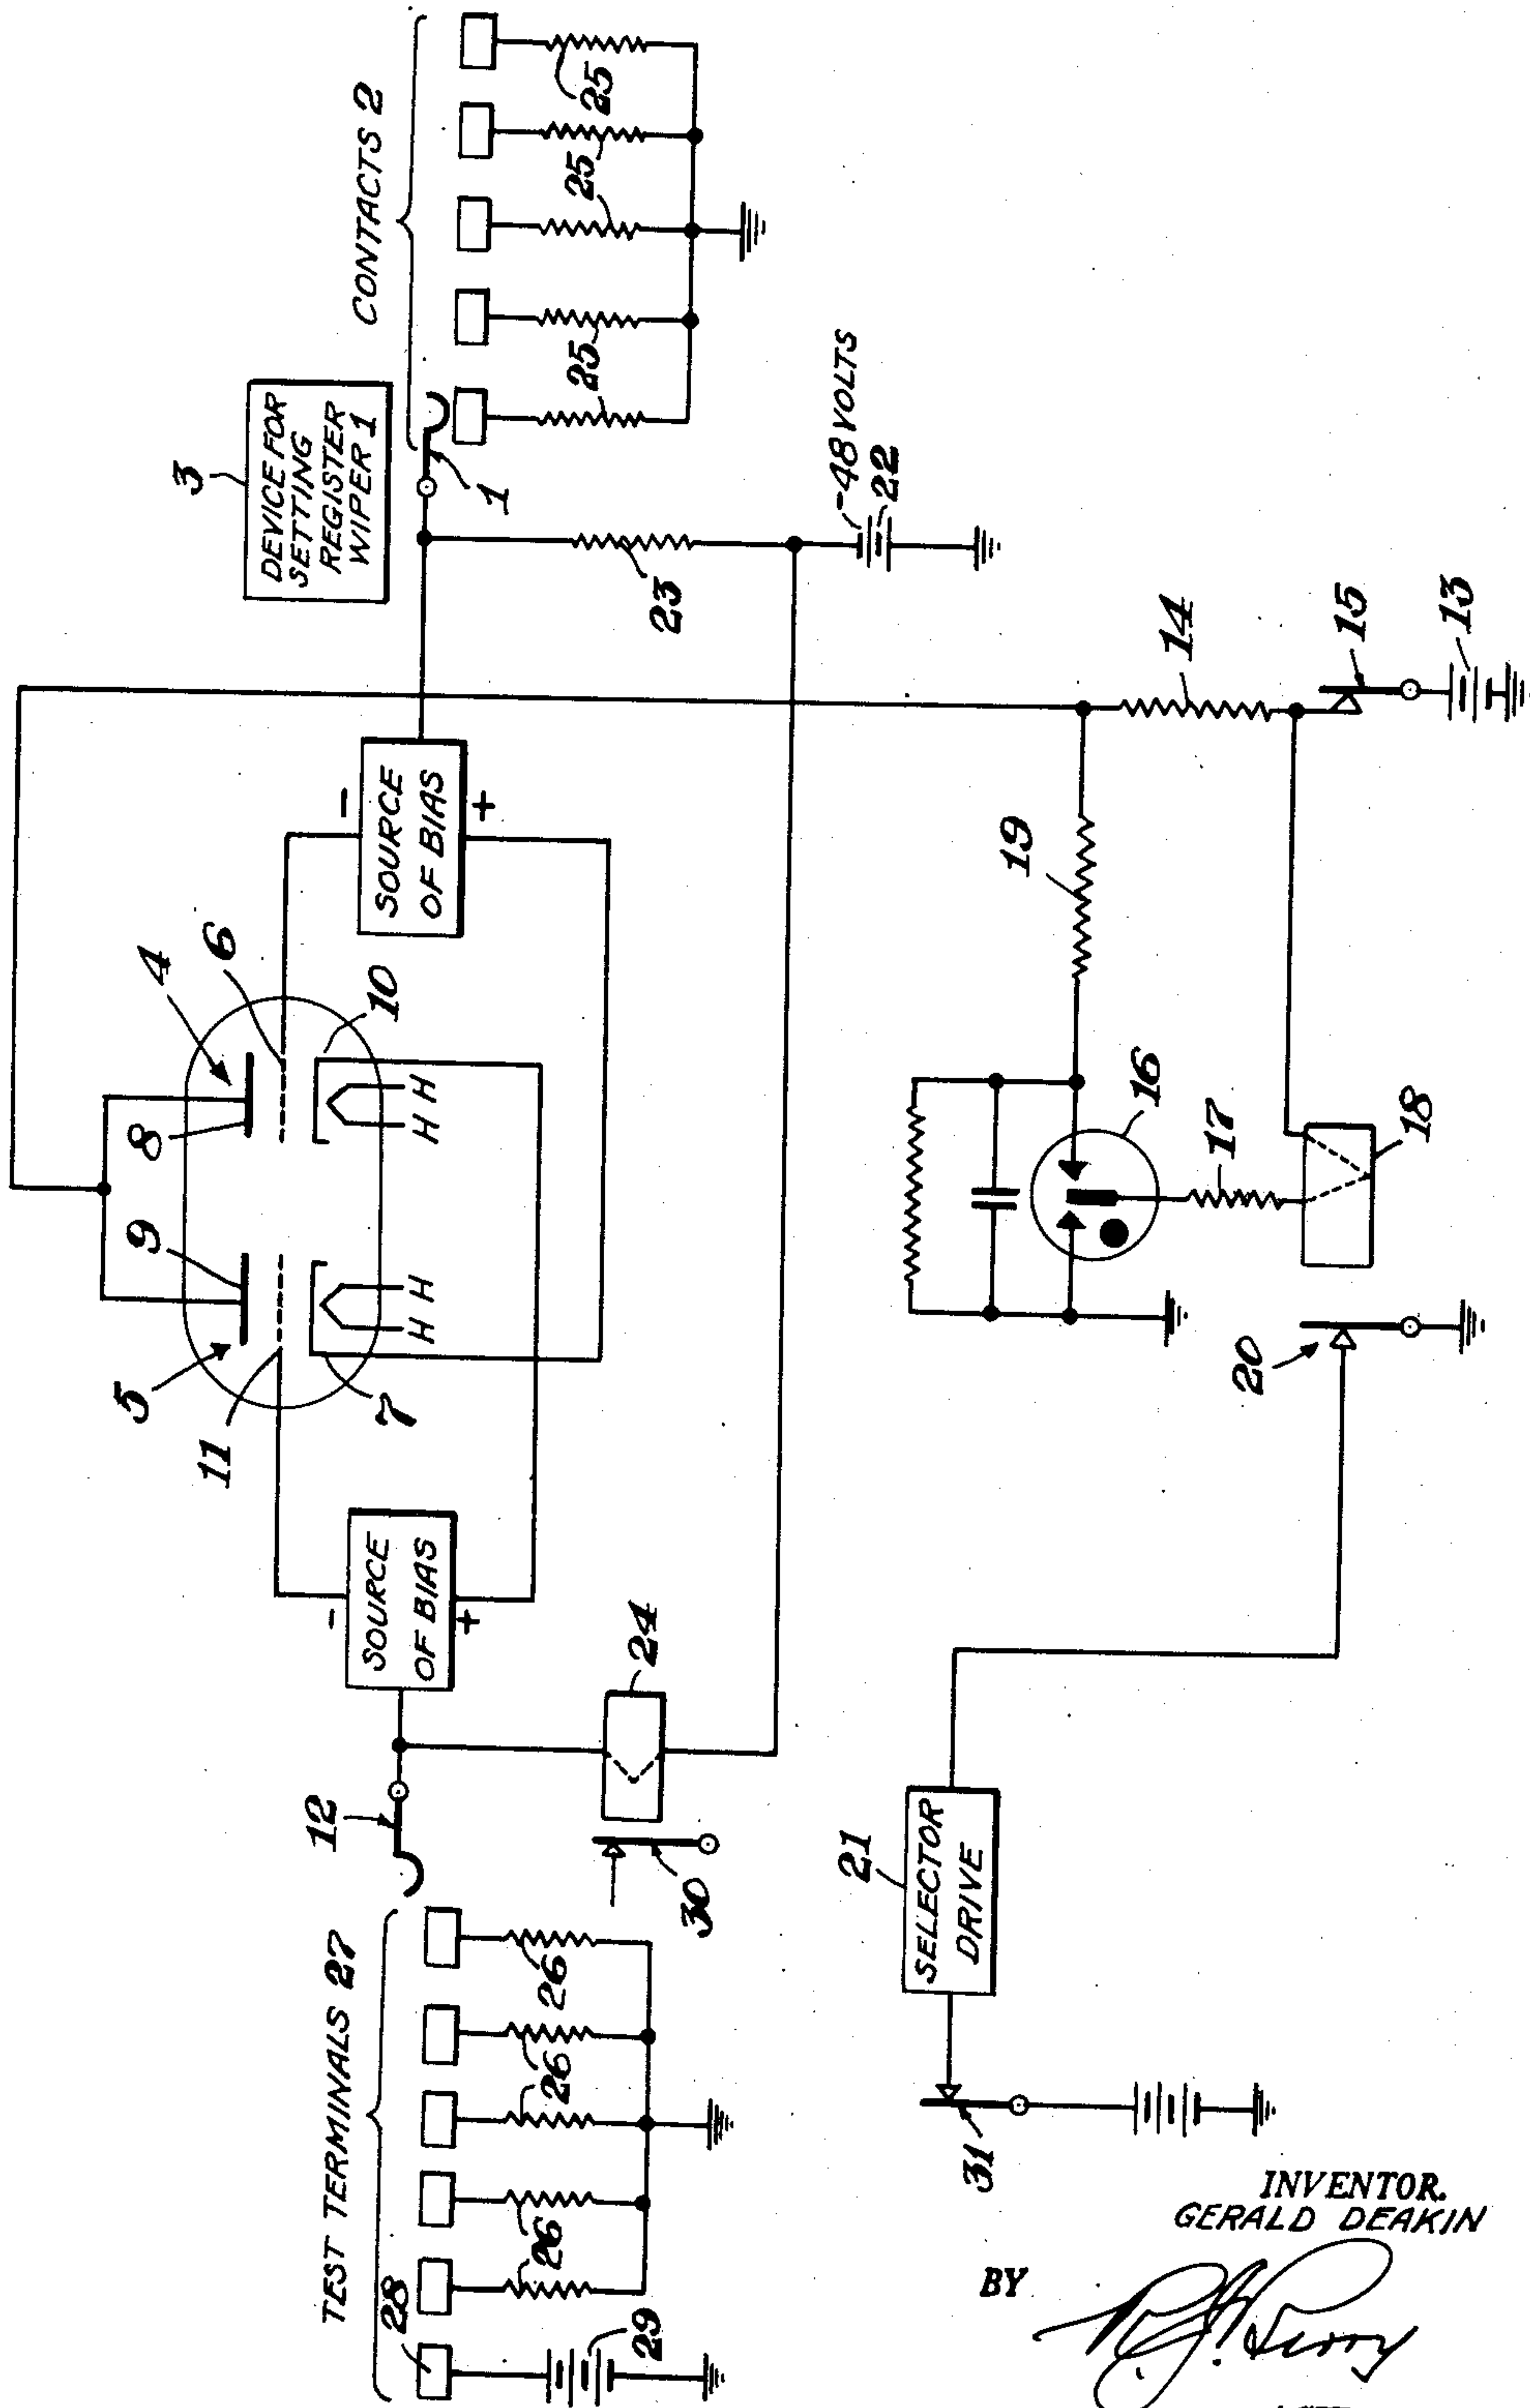 3
DEVICE FOR
SETTING
REGISTER
WIPER 1
CONTACTS 2
1
25
25
25
25
25
23
-48 VOLTS
22
4
6
8
9
5
11
10
7
H H
H H
-
SOURCE
OF BIAS
+
-
SOURCE
OF BIAS
+
12
24
30
TEST TERMINALS 27
28
26
26
26
26
26
29
14
15
13
19
16
17
18
20
21
SELECTOR
DRIVE
31
INVENTOR.
GERALD DEAKIN
BY